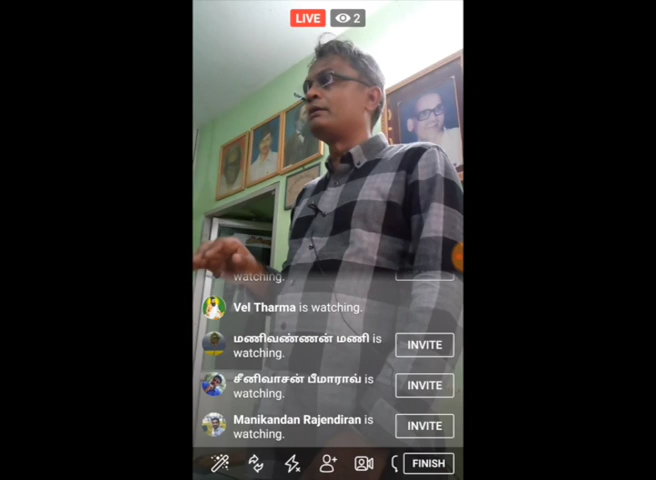 LIVE 2
watching.
Vel Tharma is watching.
மணிவண்ணன் மணி is
watching.
INVITE
சீனிவாசன் பீமாராவ் is
watching.
INVITE
Manikandan Rajendiran is
watching.
INVITE
FINISH